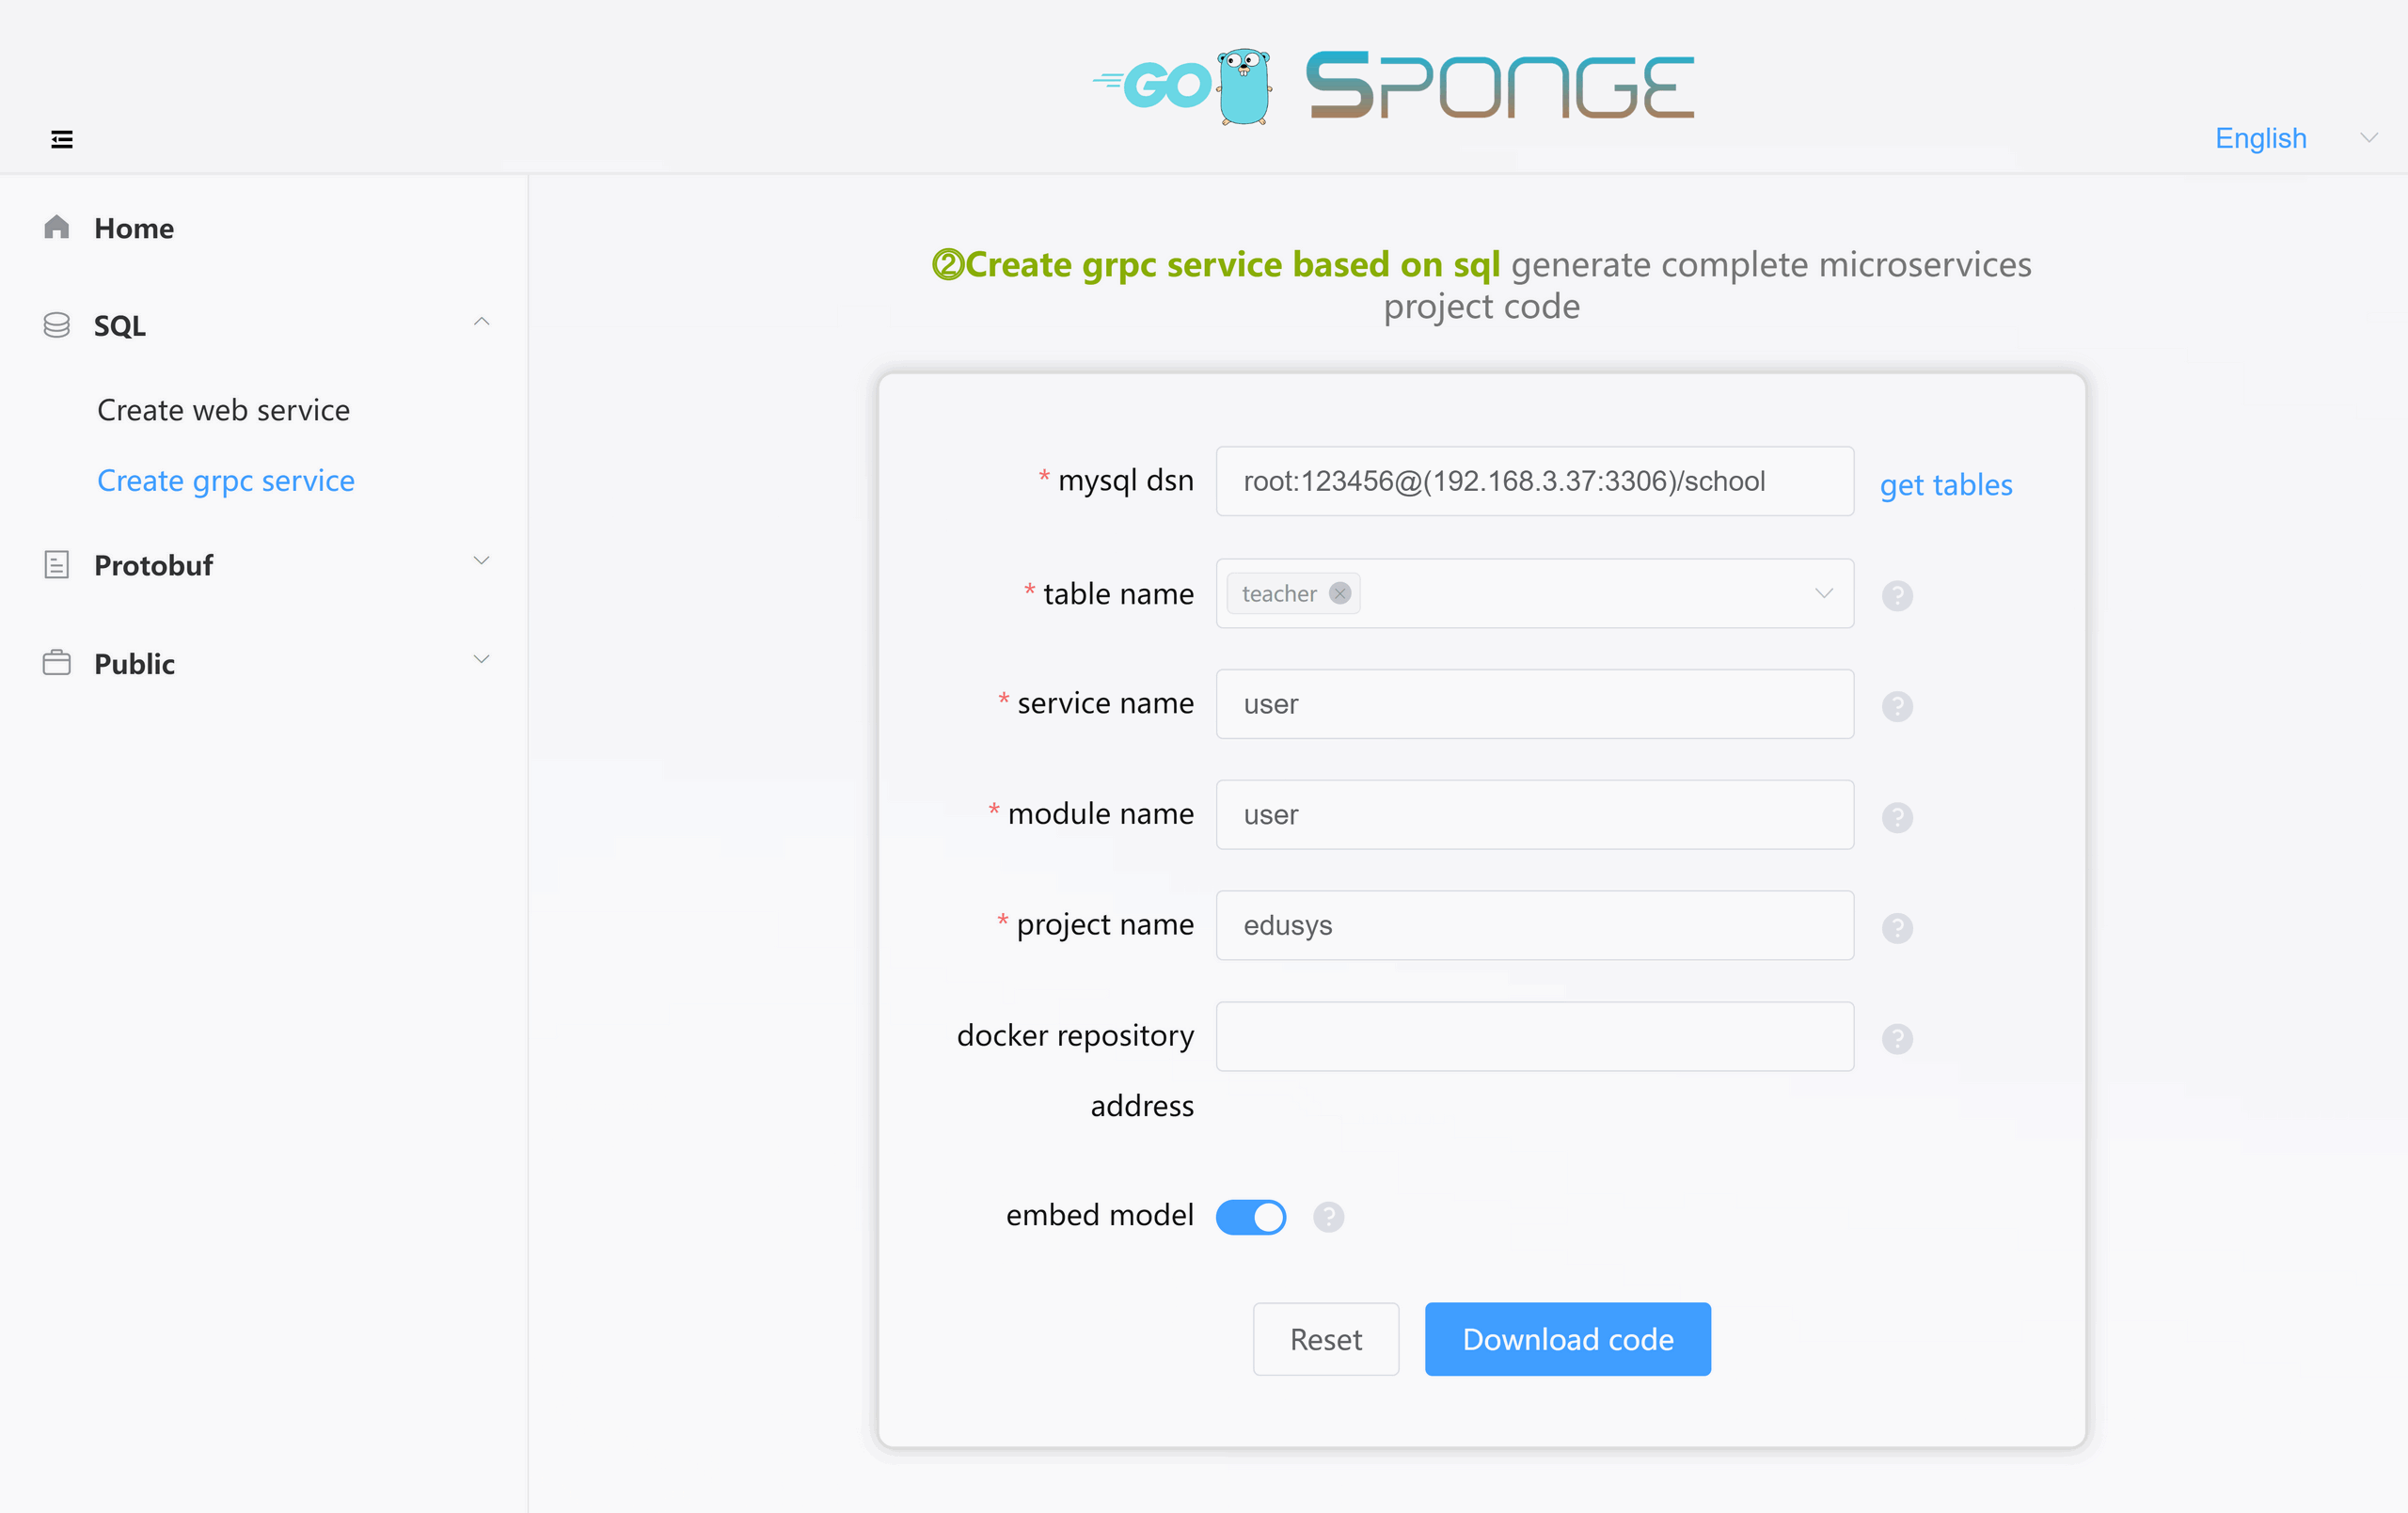 GO SPONGE
English
Home
②Create grpc service based on sql generate complete microservices
project code
SQL
Create web service
Create grpc service
Protobuf
Public
* mysql dsn root:123456@(192.168.3.37:3306)/school get tables
* table name teacher
* service name user
* module name user
* project name edusys
docker repository
address
embed model
Reset Download code